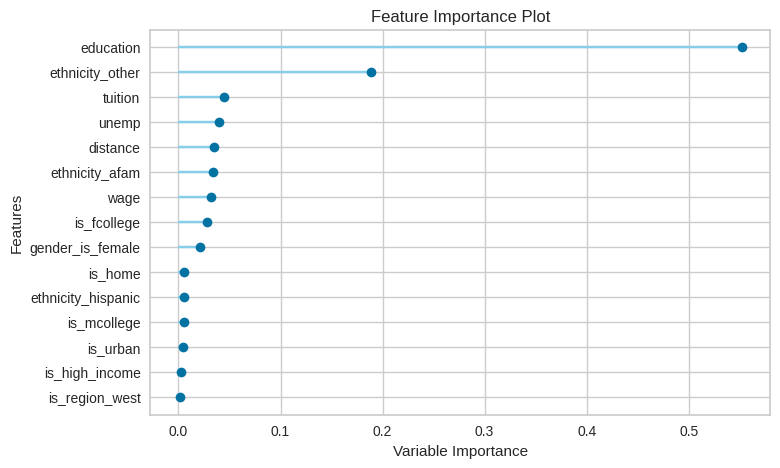 Feature Importance Plot
Features
education
ethnicity_other
tuition
unemp
distance
ethnicity_afam
wage
is_fcollege
gender_is_female
is_home
ethnicity_hispanic
is_mcollege
is_urban
is_high_income
is_region_west
0.0 0.1 0.2 0.3 0.4 0.5
Variable Importance